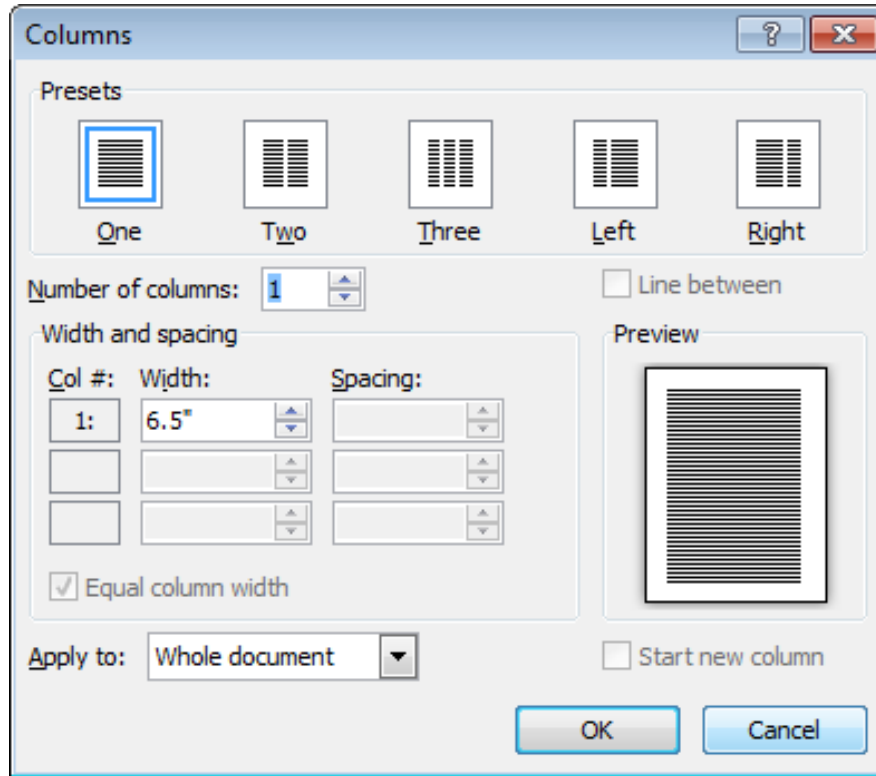 Columns
Presets
One Two Three Left Right
Number of columns: 1 Line between
Width and spacing Preview
Col #: Width: Spacing:
1: 6.5"
Equal column width
Apply to: Whole document Start new column
OK Cancel